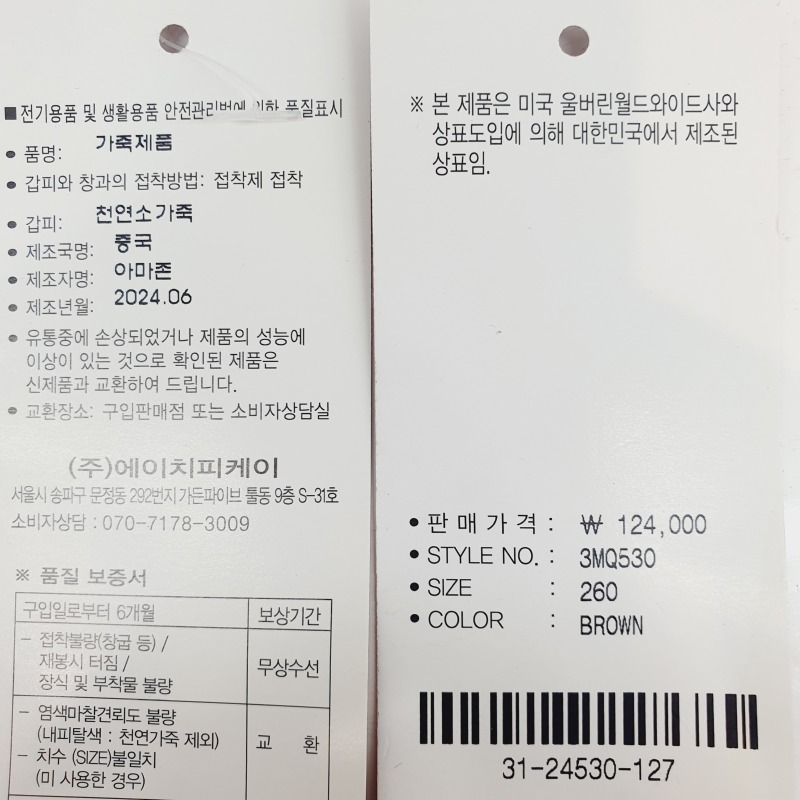 ■ 전기용품 및 생활용품 안전관리법에 의한 품질표시
● 품명: 가죽제품
● 갑피와 창과의 접착방법: 접착제 접착
● 갑피: 천연소가죽
● 제조국명: 중국
● 제조자명: 아마존
● 제조년월: 2024.06
● 유통중에 손상되었거나 제품의 성능에
이상이 있는 것으로 확인된 제품은
신제품과 교환하여 드립니다.
● 교환장소: 구입판매점 또는 소비자상담실
(주)에이치피케이
서울시 송파구 문정동 292번지 가든파이브 툴동 9층 S-31호
소비자상담 : 070-7178-3009
※ 품질 보증서
구입일로부터 6개월 보상기간
- 접착불량(창굽 등) /
재봉시 터짐 /
장식 및 부착물 불량
무상수선
- 염색마찰견뢰도 불량
(내피탈색 : 천연가죽 제외)
- 치수 (SIZE)불일치
(미 사용한 경우)
교 환
※ 본 제품은 미국 울버린월드와이드사와
상표도입에 의해 대한민국에서 제조된
상표임.
● 판매가격 : ₩ 124,000
● STYLE NO. : 3MQ530
● SIZE : 260
● COLOR : BROWN
31-24530-127